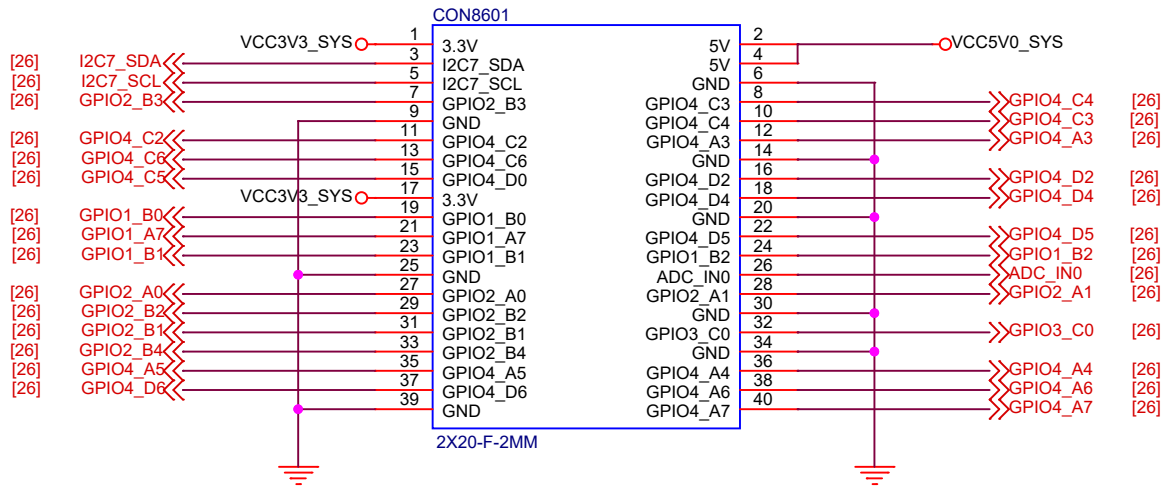 CON8601
VCC3V3_SYS 1 3.3V 5V 2 VCC5V0_SYS
[26] I2C7_SDA 3 I2C7_SDA 5V 4
[26] I2C7_SCL 5 I2C7_SCL GND 6
[26] GPIO2_B3 7 GPIO2_B3 GPIO4_C3 8 GPIO4_C4 [26]
9 GND GPIO4_C4 10 GPIO4_C3 [26]
[26] GPIO4_C2 11 GPIO4_C2 GPIO4_A3 12 GPIO4_A3 [26]
[26] GPIO4_C6 13 GPIO4_C6 GND 14
[26] GPIO4_C5 15 GPIO4_D0 GPIO4_D2 16 GPIO4_D2 [26]
VCC3V3_SYS 17 3.3V GPIO4_D4 18 GPIO4_D4 [26]
[26] GPIO1_B0 19 GPIO1_B0 GND 20
[26] GPIO1_A7 21 GPIO1_A7 GPIO4_D5 22 GPIO4_D5 [26]
[26] GPIO1_B1 23 GPIO1_B1 GPIO1_B2 24 GPIO1_B2 [26]
25 GND ADC_IN0 26 ADC_IN0 [26]
[26] GPIO2_A0 27 GPIO2_A0 GPIO2_A1 28 GPIO2_A1 [26]
[26] GPIO2_B2 29 GPIO2_B2 GND 30
[26] GPIO2_B1 31 GPIO2_B1 GPIO3_C0 32 GPIO3_C0 [26]
[26] GPIO2_B4 33 GPIO2_B4 GND 34
[26] GPIO4_A5 35 GPIO4_A5 GPIO4_A4 36 GPIO4_A4 [26]
[26] GPIO4_D6 37 GPIO4_D6 GPIO4_A6 38 GPIO4_A6 [26]
39 GND GPIO4_A7 40 GPIO4_A7 [26]
2X20-F-2MM